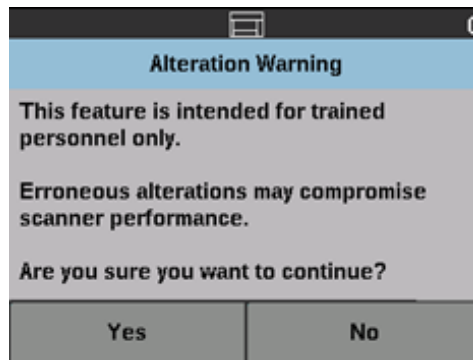 Alteration Warning
This feature is intended for trained
personnel only.
Erroneous alterations may compromise
scanner performance.
Are you sure you want to continue?
Yes
No